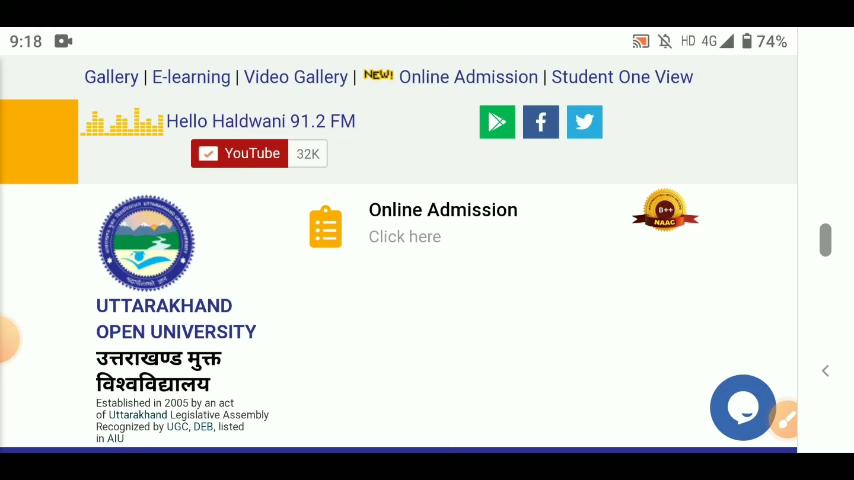 9:18 HD 4G 74%
Gallery | E-learning | Video Gallery | NEW! Online Admission | Student One View
Hello Haldwani 91.2 FM
YouTube 32K
Online Admission
Click here
B++
NAAC
UTTARAKHAND
OPEN UNIVERSITY
उत्तराखण्ड मुक्त
विश्वविद्यालय
Established in 2005 by an act
of Uttarakhand Legislative Assembly
Recognized by UGC, DEB, listed
in AIU